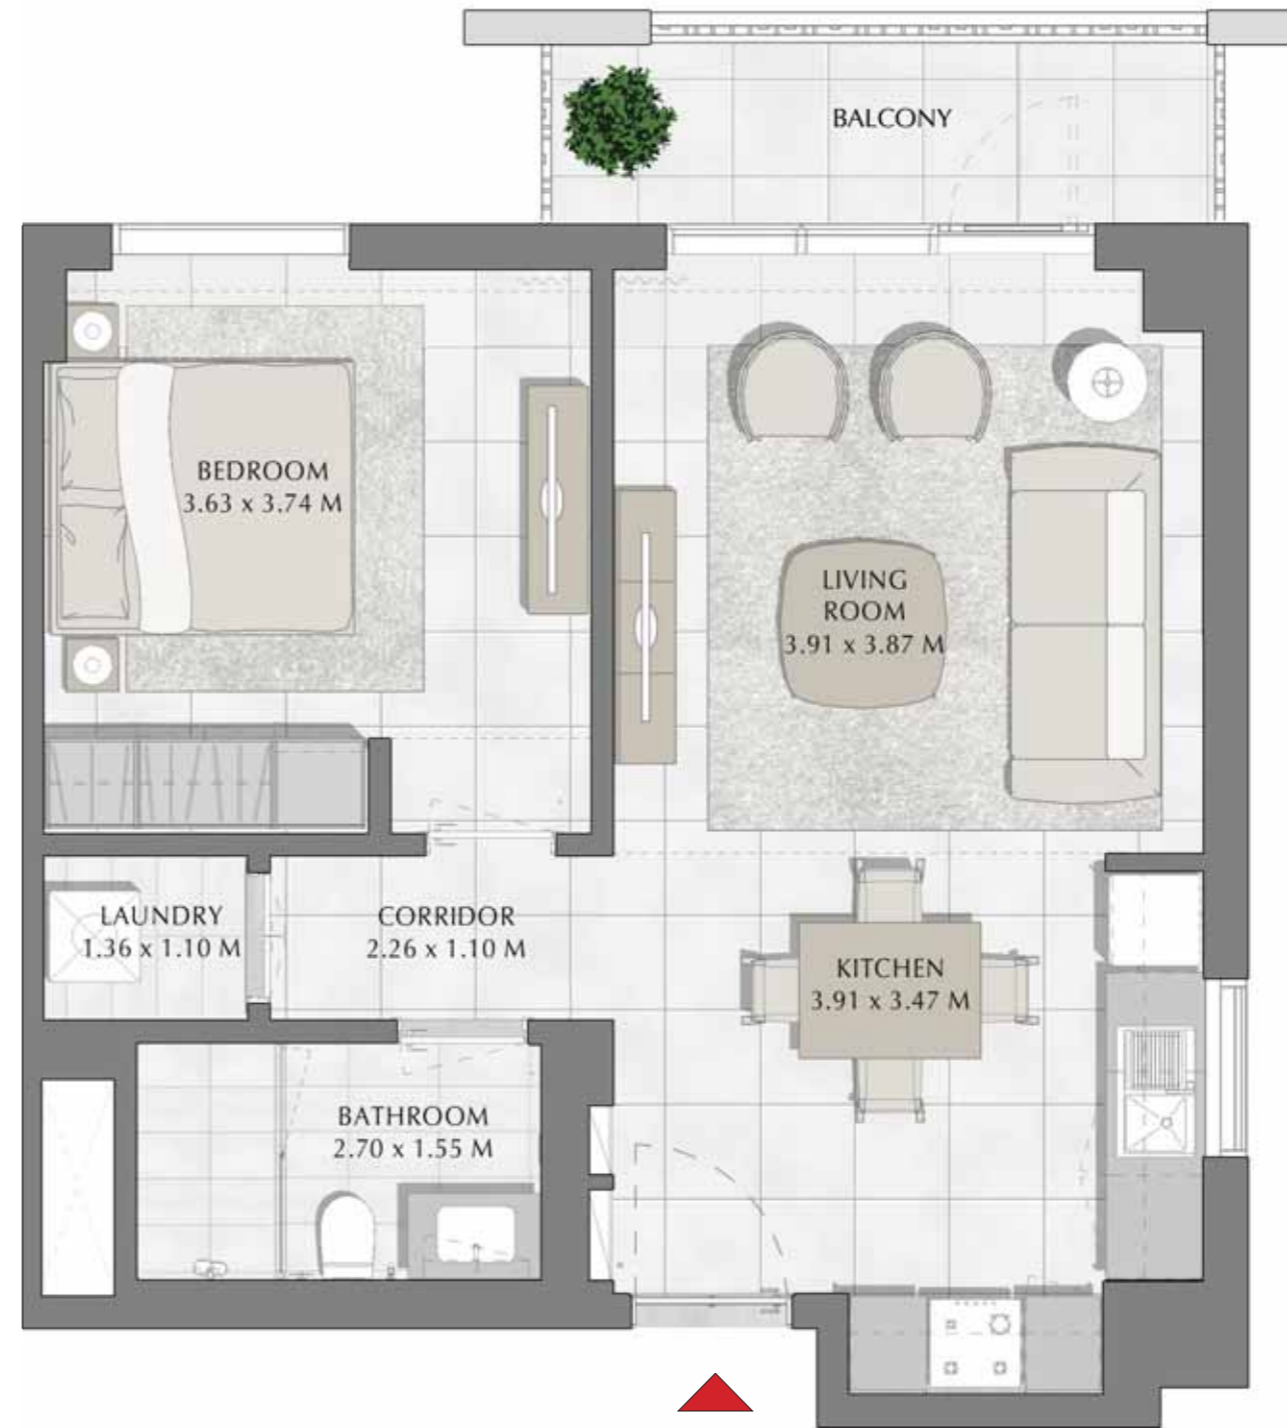 BALCONY
BEDROOM
3.63 x 3.74 M
LIVING
ROOM
3.91 x 3.87 M
LAUNDRY
1.36 x 1.10 M
CORRIDOR
2.26 x 1.10 M
KITCHEN
3.91 x 3.47 M
BATHROOM
2.70 x 1.55 M